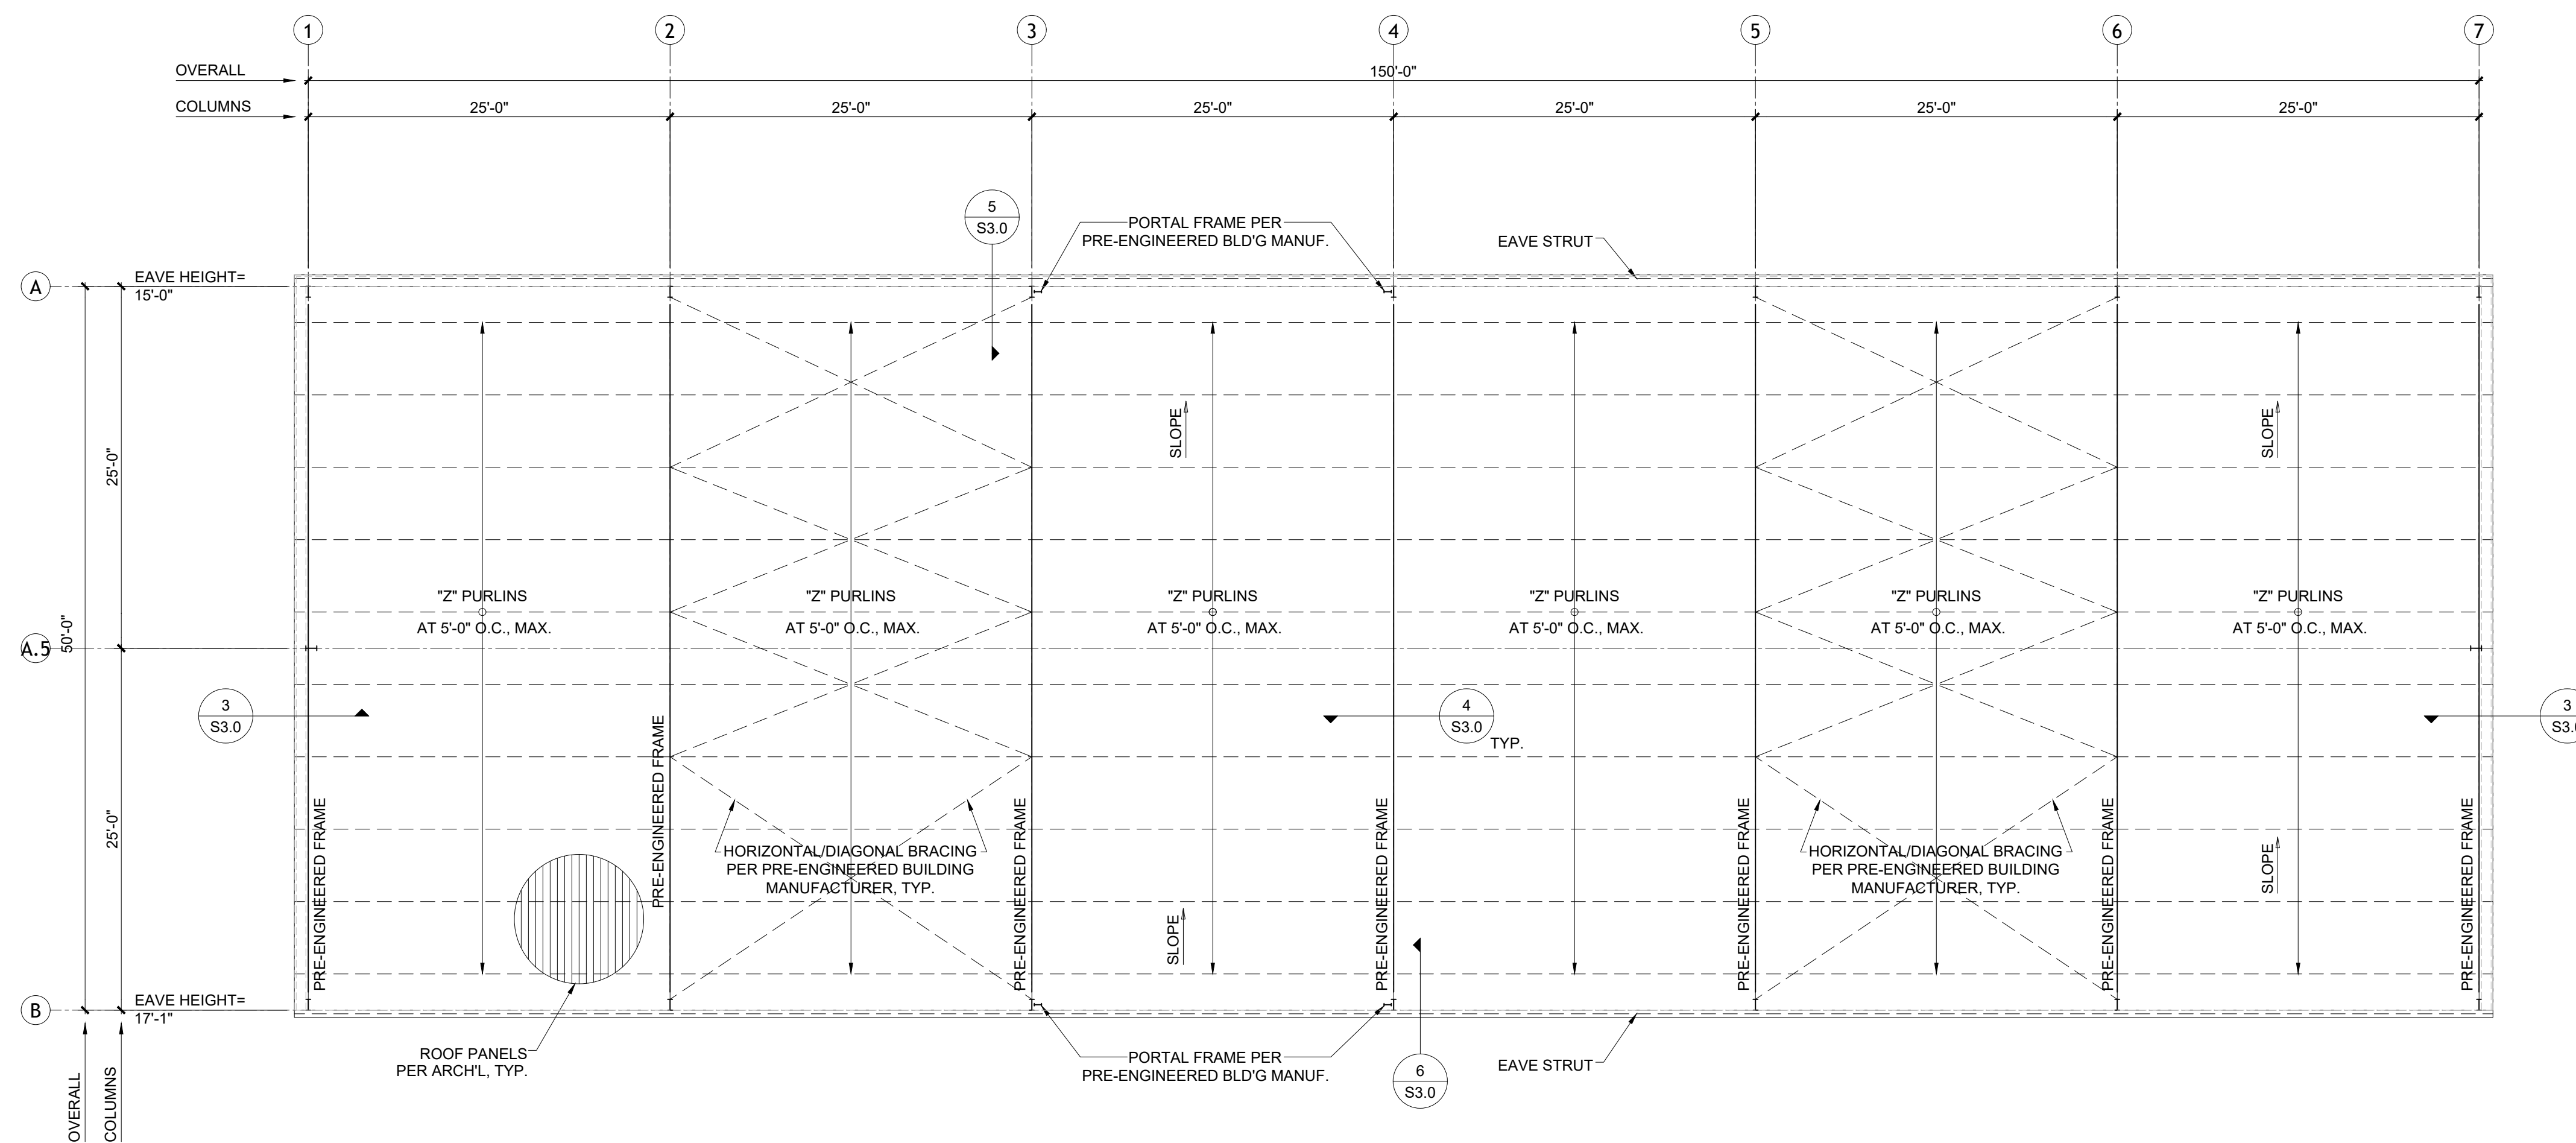 1
2
3
4
5
6
7
OVERALL
150'-0"
COLUMNS
25'-0"
25'-0"
25'-0"
25'-0"
25'-0"
25'-0"
5
S3.0
PORTAL FRAME PER
PRE-ENGINEERED BLD'G MANUF.
EAVE STRUT
A
EAVE HEIGHT=
15'-0"
SLOPE
SLOPE
25'-0"
"Z" PURLINS
AT 5'-0" O.C., MAX.
"Z" PURLINS
AT 5'-0" O.C., MAX.
"Z" PURLINS
AT 5'-0" O.C., MAX.
"Z" PURLINS
AT 5'-0" O.C., MAX.
"Z" PURLINS
AT 5'-0" O.C., MAX.
"Z" PURLINS
AT 5'-0" O.C., MAX.
A.5
50'-0"
3
S3.0
4
S3.0
TYP.
3
S3.0
25'-0"
PRE-ENGINEERED FRAME
PRE-ENGINEERED FRAME
PRE-ENGINEERED FRAME
PRE-ENGINEERED FRAME
PRE-ENGINEERED FRAME
PRE-ENGINEERED FRAME
PRE-ENGINEERED FRAME
HORIZONTAL/DIAGONAL BRACING
PER PRE-ENGINEERED BUILDING
MANUFACTURER, TYP.
HORIZONTAL/DIAGONAL BRACING
PER PRE-ENGINEERED BUILDING
MANUFACTURER, TYP.
SLOPE
SLOPE
B
EAVE HEIGHT=
17'-1"
ROOF PANELS
PER ARCH'L, TYP.
PORTAL FRAME PER
PRE-ENGINEERED BLD'G MANUF.
6
S3.0
EAVE STRUT
OVERALL
COLUMNS